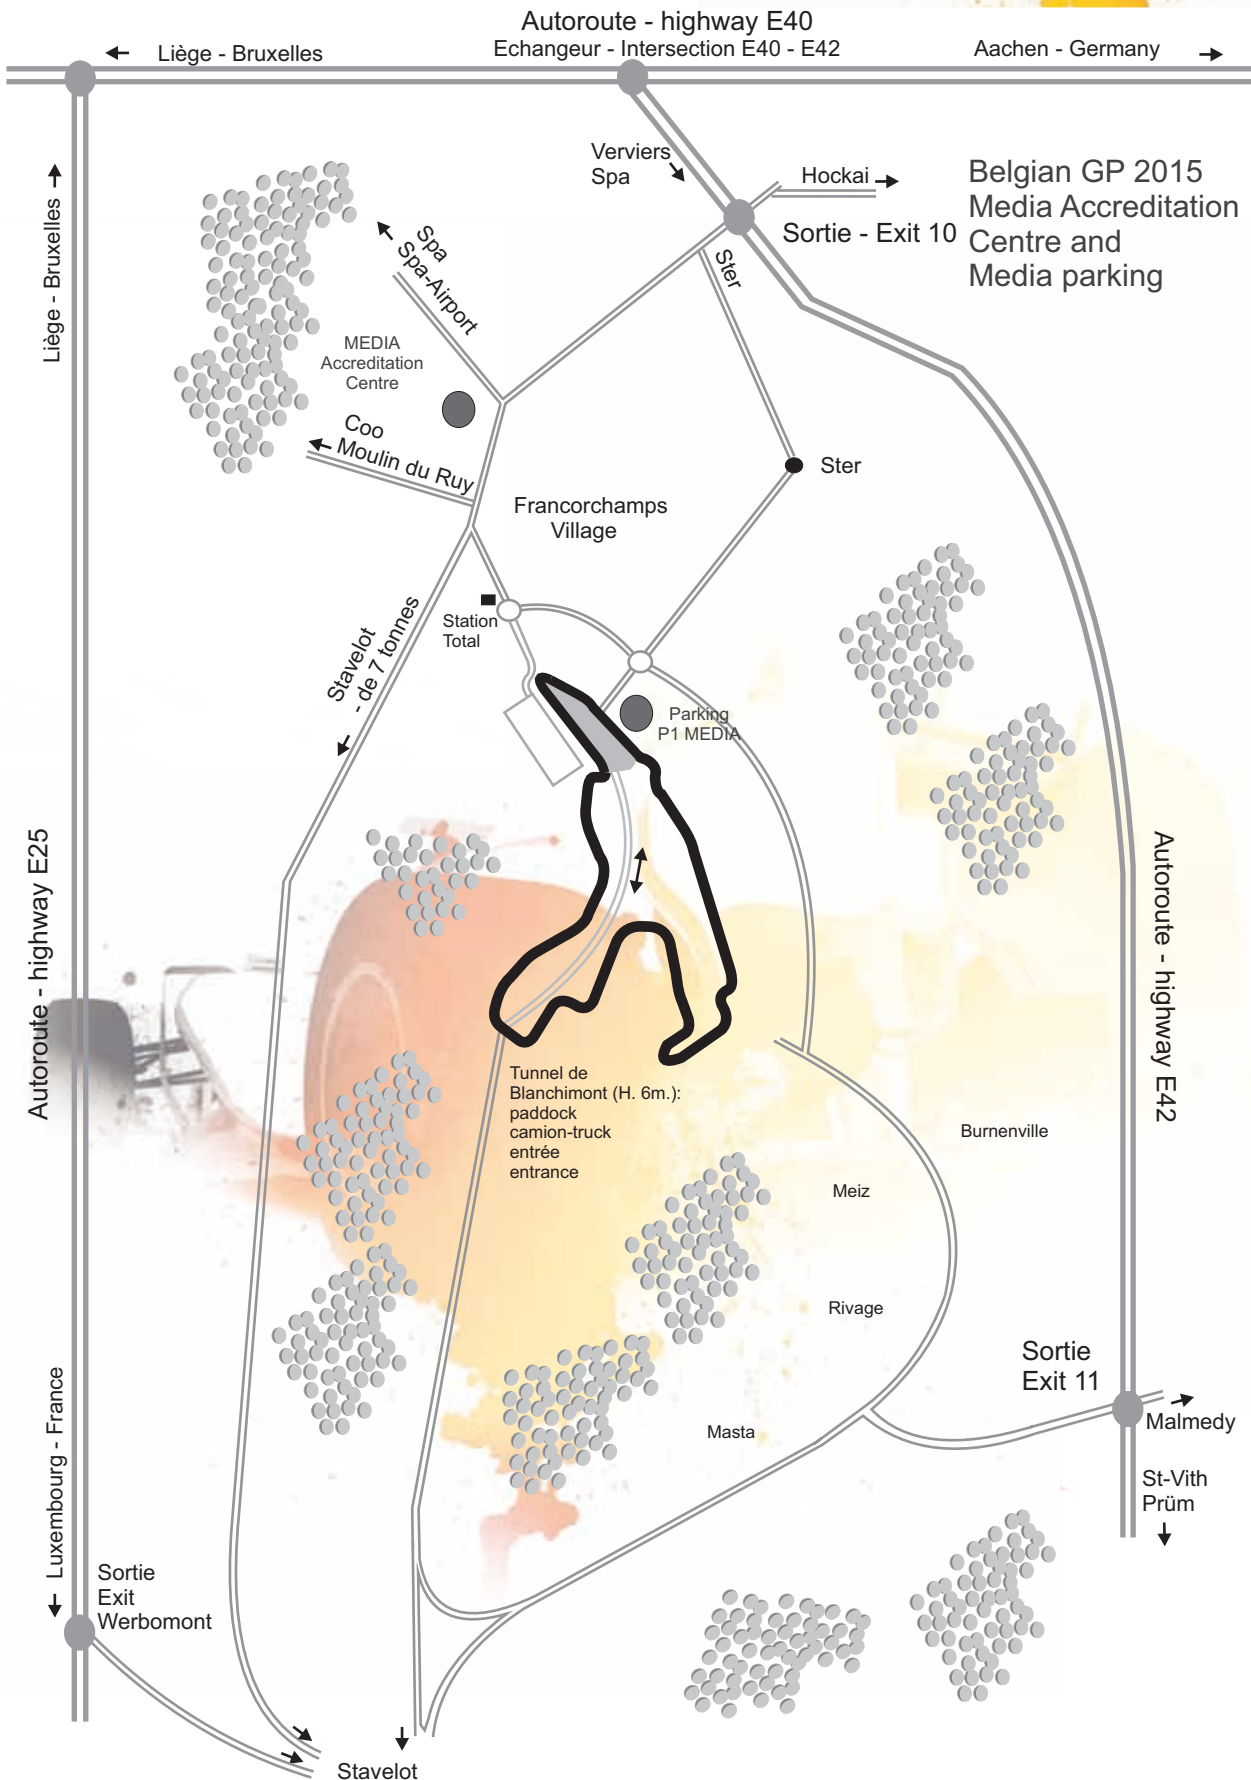 Autoroute - highway E40
Liège - Bruxelles
Echangeur - Intersection E40 - E42
Aachen - Germany
Verviers
Spa
Hockai
Belgian GP 2015
Media Accreditation
Centre and
Media parking
Sortie - Exit 10
Liège - Bruxelles
Spa
Spa-Airport
Ster
MEDIA
Accreditation
Centre
Coo
Moulin du Ruy
Ster
Francorchamps
Village
Station
Total
Stavelot
- de 7 tonnes
Parking
P1 MEDIA
Autoroute - highway E25
Autoroute - highway E42
Tunnel de
Blanchimont (H. 6m.):
paddock
camion-truck
entrée
entrance
Burnenville
Meiz
Rivage
Sortie
Exit 11
Masta
Malmedy
St-Vith
Prüm
Luxembourg - France
Sortie
Exit
Werbomont
Stavelot